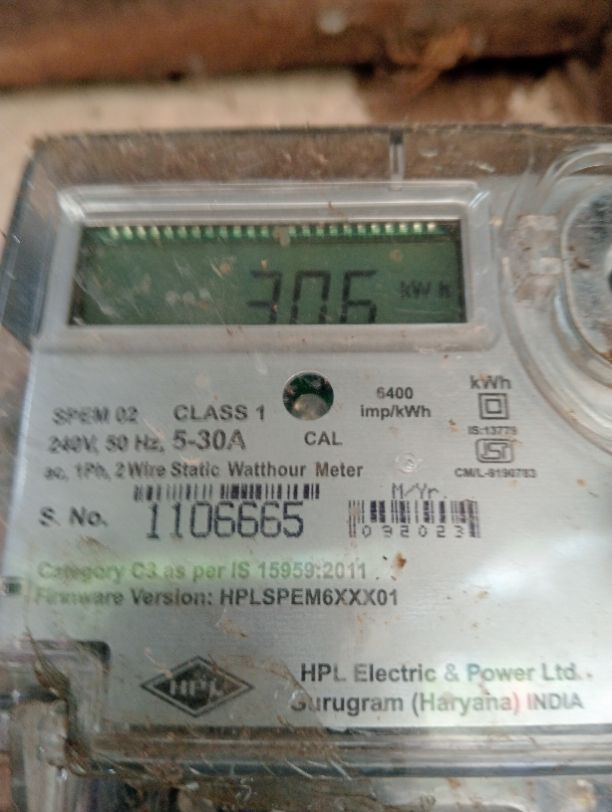 306 kWh
6400
imp/kWh
kWh
SPEM 02 CLASS 1
240V, 50 Hz, 5-30A
CAL
IS:13779
ac, 1Ph, 2 Wire Static Watthour Meter
CM/L-9190783
M/Yr.
S. No. 1106665
092023
Category C3 as per IS 15959:2011
Firmware Version: HPLSPEM6XXX01
HPL
HPL Electric & Power Ltd.
Gurugram (Haryana) INDIA